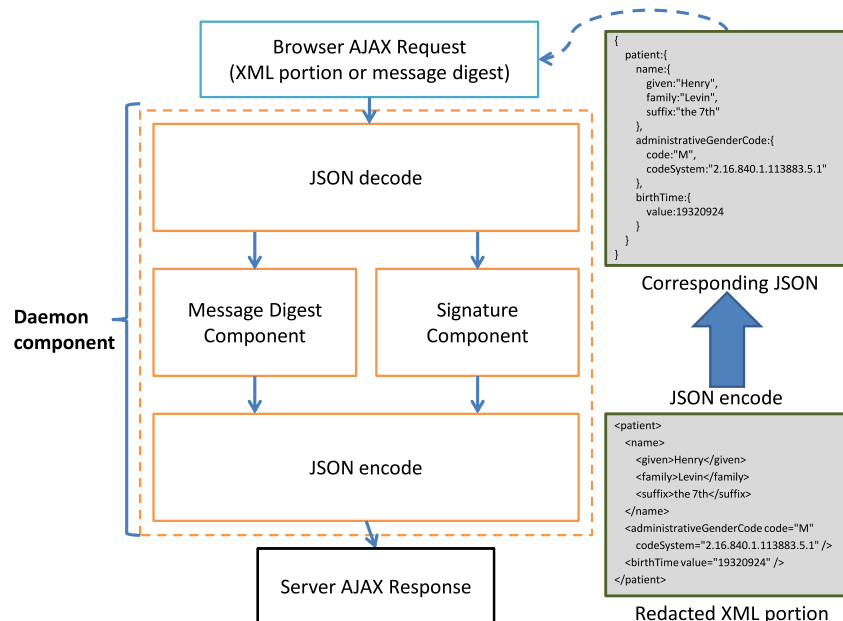 Browser AJAX Request
(XML portion or message digest)
JSON decode
Message Digest
Component
Signature
Component
Daemon
component
JSON encode
Server AJAX Response
{
patient:{
name:{
given:"Henry",
family:"Levin",
suffix:"the 7th"
},
administrativeGenderCode:{
code:"M",
codeSystem:"2.16.840.1.113883.5.1"
},
birthTime:{
value:19320924
}
}
}
Corresponding JSON
JSON encode
<patient>
<name>
<given>Henry</given>
<family>Levin</family>
<suffix>the 7th</suffix>
</name>
<administrativeGenderCode code="M"
codeSystem="2.16.840.1.113883.5.1" />
<birthTime value="19320924" />
</patient>
Redacted XML portion